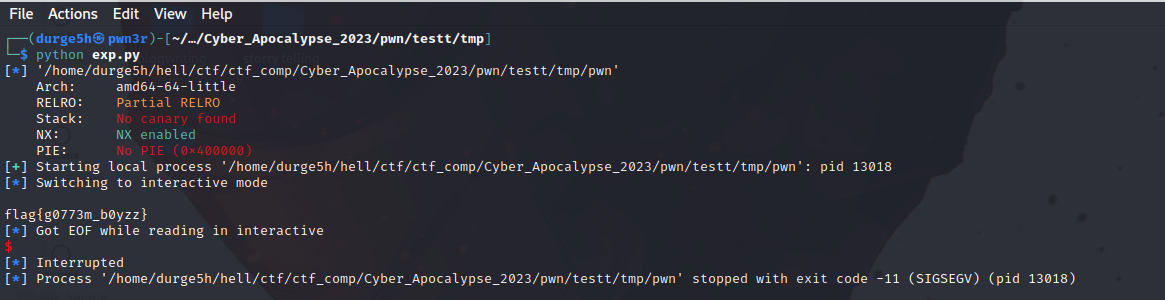 File Actions Edit View Help
┌──(durge5h㉿pwn3r)-[~/…/Cyber_Apocalypse_2023/pwn/testt/tmp]
└─$ python exp.py
[*] '/home/durge5h/hell/ctf/ctf_comp/Cyber_Apocalypse_2023/pwn/testt/tmp/pwn'
    Arch:     amd64-64-little
    RELRO:    Partial RELRO
    Stack:    No canary found
    NX:       NX enabled
    PIE:      No PIE (0×400000)
[+] Starting local process '/home/durge5h/hell/ctf/ctf_comp/Cyber_Apocalypse_2023/pwn/testt/tmp/pwn': pid 13018
[*] Switching to interactive mode
flag{g0773m_b0yzz}
[*] Got EOF while reading in interactive
$
[*] Interrupted
[*] Process '/home/durge5h/hell/ctf/ctf_comp/Cyber_Apocalypse_2023/pwn/testt/tmp/pwn' stopped with exit code -11 (SIGSEGV) (pid 13018)